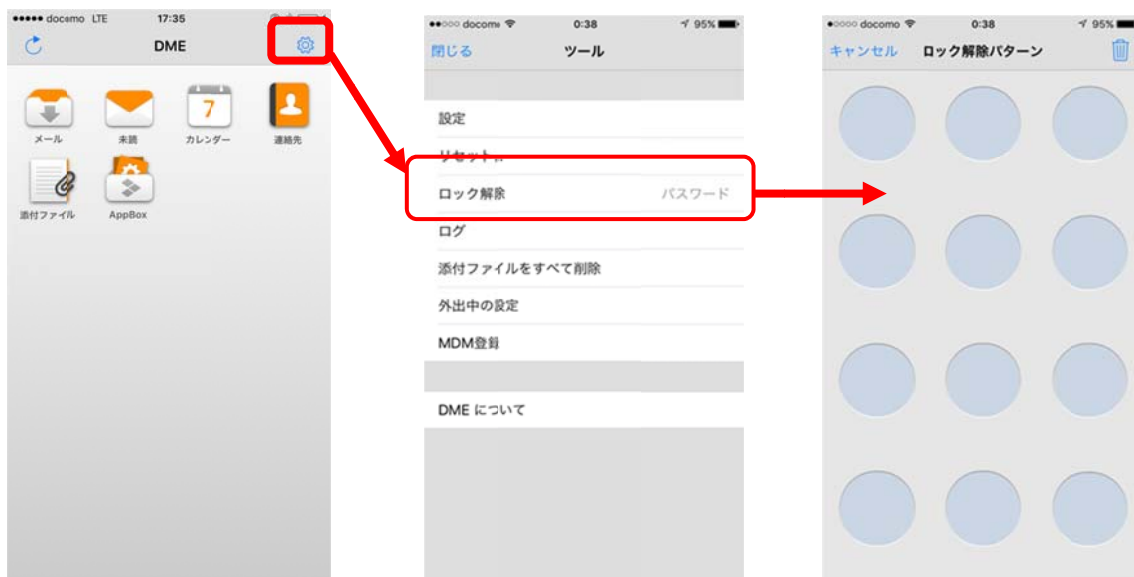 docomo LTE 17:35
DME
メール 未読 カレンダー 連絡先
添付ファイル AppBox
docomo 0:38 95%
閉じる ツール
設定
リセット
ロック解除 パスワード
ログ
添付ファイルをすべて削除
外出中の設定
MDM登録
DME について
docomo 0:38 95%
キャンセル ロック解除パターン